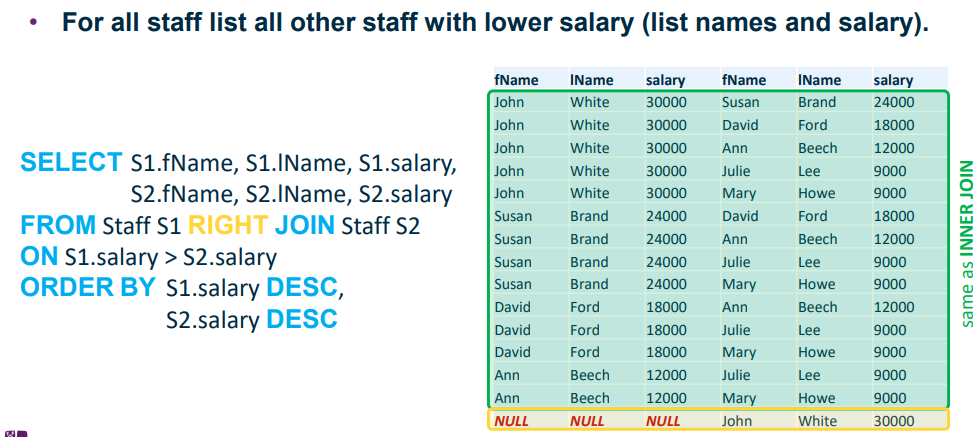 • For all staff list all other staff with lower salary (list names and salary).
SELECT S1.fName, S1.lName, S1.salary,
S2.fName, S2.lName, S2.salary
FROM Staff S1 RIGHT JOIN Staff S2
ON S1.salary > S2.salary
ORDER BY S1.salary DESC,
S2.salary DESC
fName lName salary fName lName salary
John White 30000 Susan Brand 24000
John White 30000 David Ford 18000
John White 30000 Ann Beech 12000
John White 30000 Julie Lee 9000
John White 30000 Mary Howe 9000
Susan Brand 24000 David Ford 18000
Susan Brand 24000 Ann Beech 12000
Susan Brand 24000 Julie Lee 9000
Susan Brand 24000 Mary Howe 9000
David Ford 18000 Ann Beech 12000
David Ford 18000 Julie Lee 9000
David Ford 18000 Mary Howe 9000
Ann Beech 12000 Julie Lee 9000
Ann Beech 12000 Mary Howe 9000
NULL NULL NULL John White 30000
same as INNER JOIN